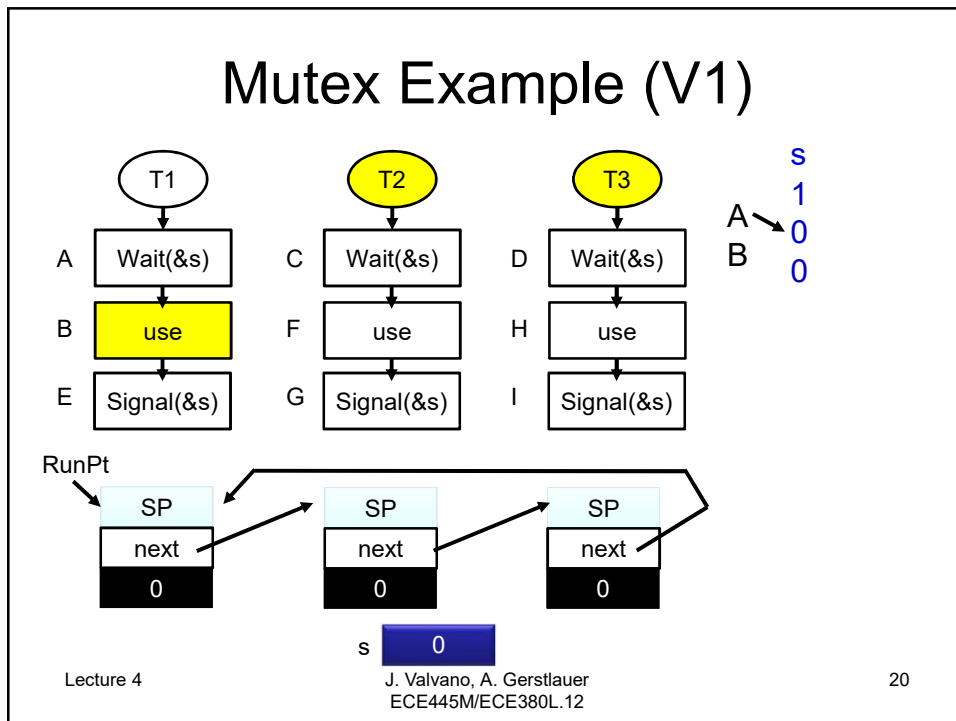 Mutex Example (V1)
T1 T2 T3
s
1
A 0
B 0
A Wait(&s) C Wait(&s) D Wait(&s)
B use F use H use
E Signal(&s) G Signal(&s) I Signal(&s)
RunPt
SP SP SP
next next next
0 0 0
s 0
Lecture 4 J. Valvano, A. Gerstlauer 20
ECE445M/ECE380L.12